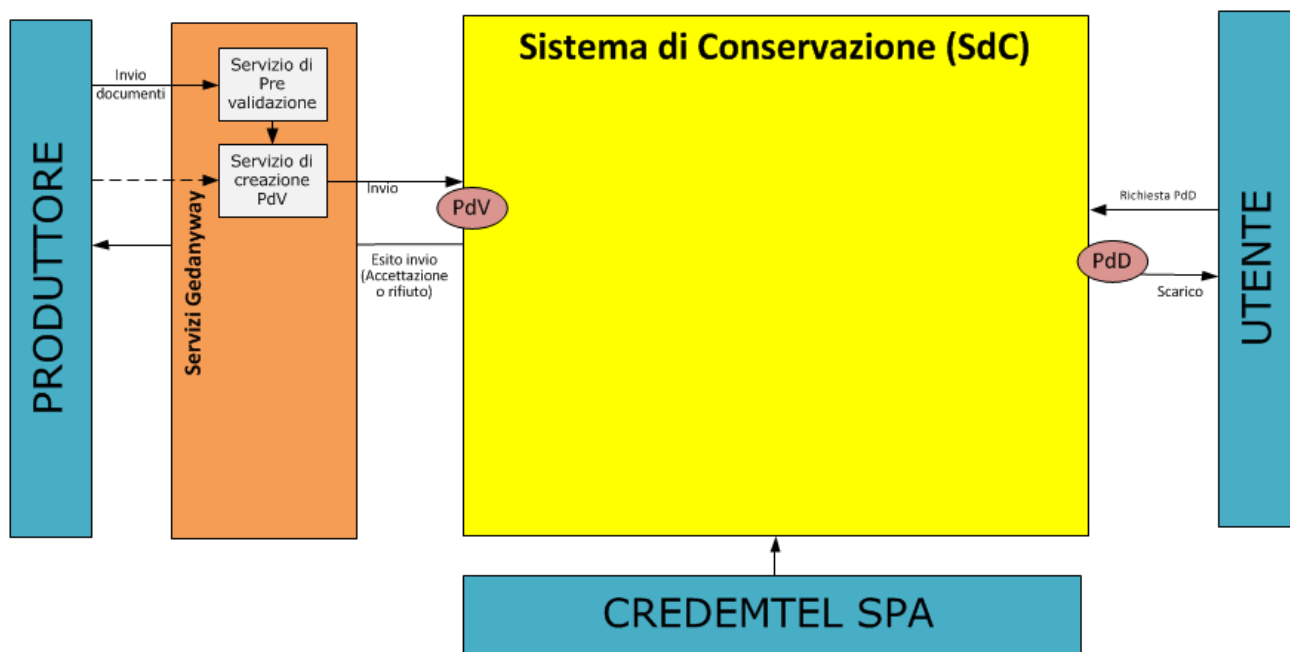 PRODUTTORE
Invio
documenti
Servizi Gedanyway
Servizio di
Pre
validazione
Servizio di
creazione
PdV
Invio
PdV
Esito invio
(Accettazione
o rifiuto)
Sistema di Conservazione (SdC)
Richiesta PdD
PdD
Scarico
UTENTE
CREDEMTEL SPA